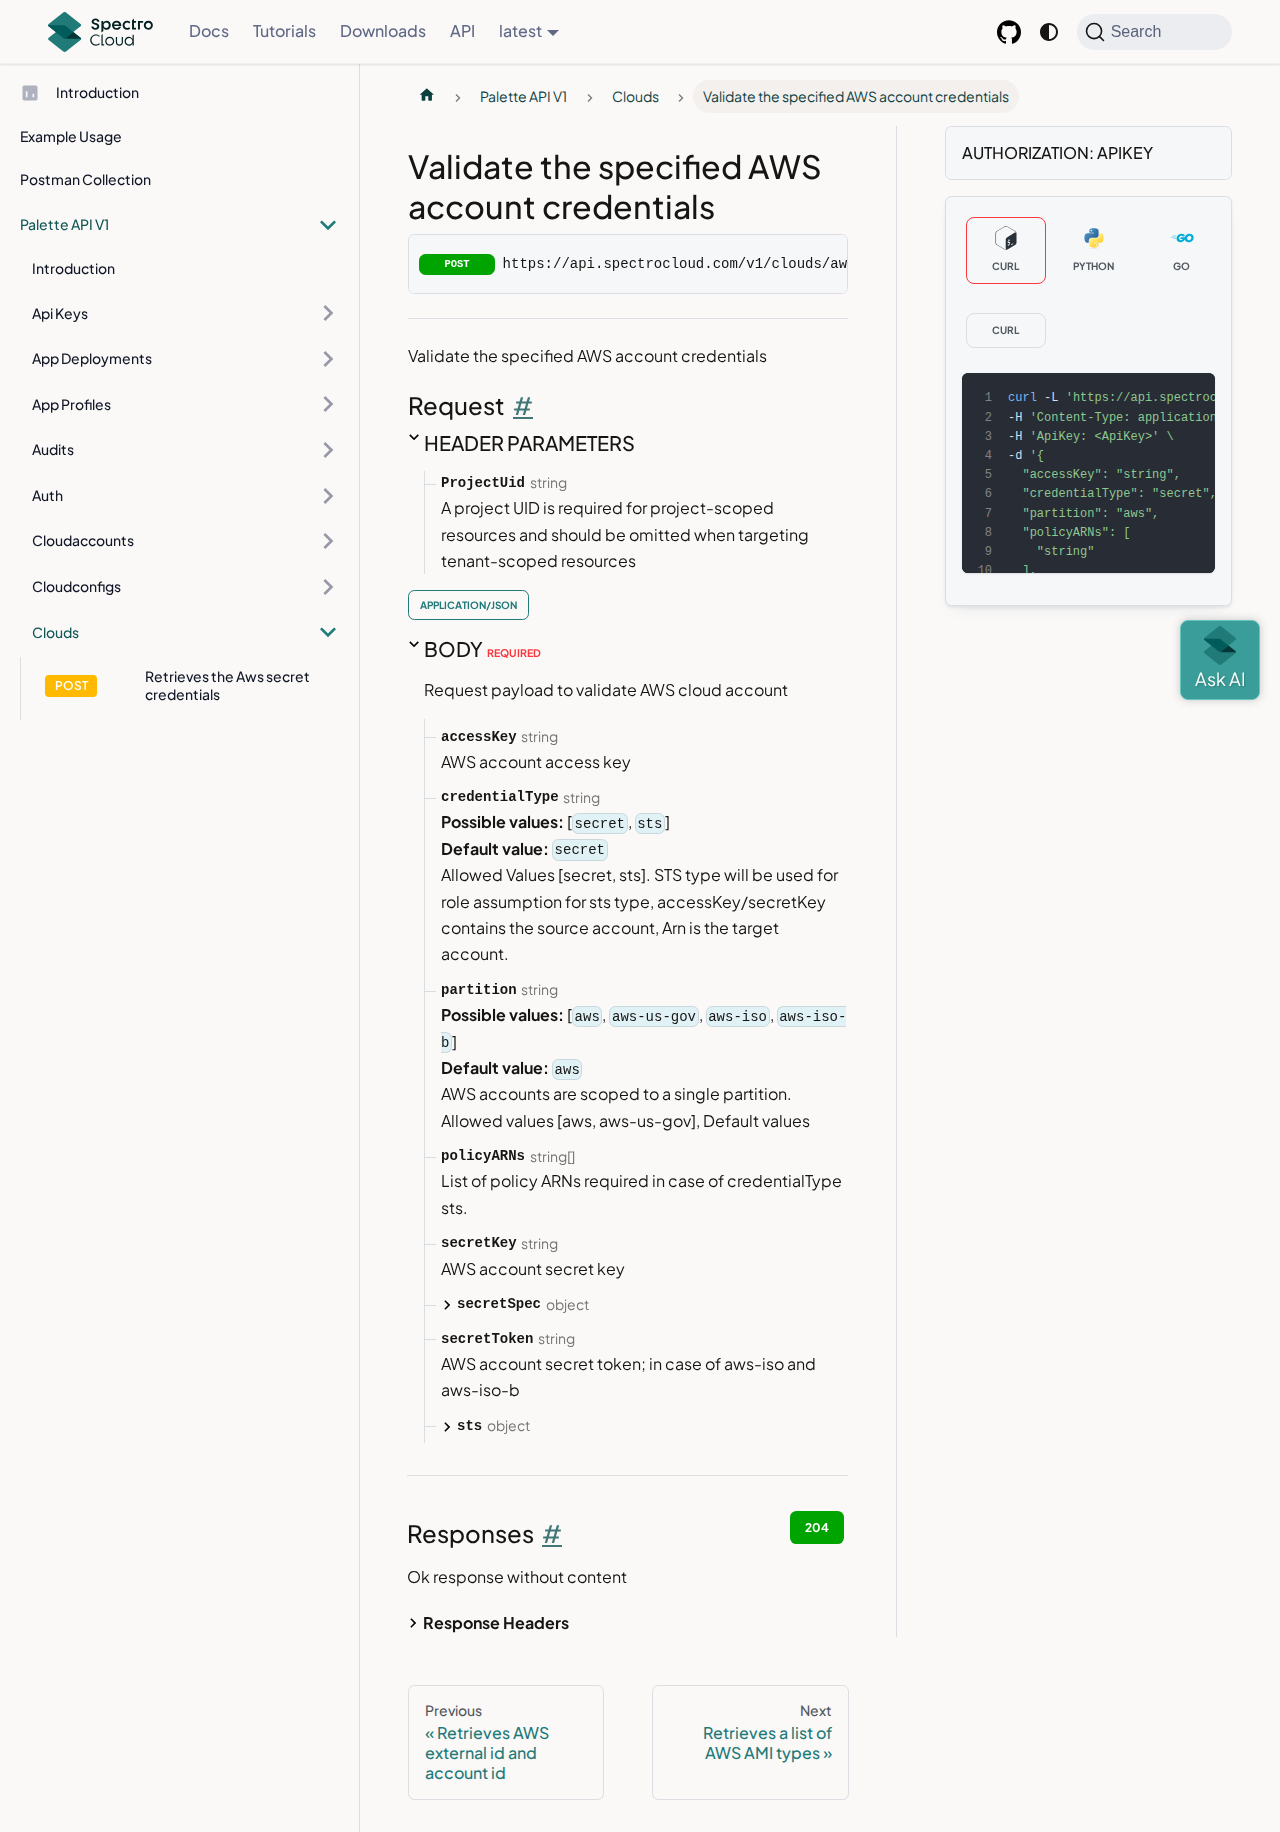 Spectro
Cloud
Docs
Tutorials
Downloads
API
latest
Search
Introduction
Example Usage
Postman Collection
Palette API V1
Introduction
Api Keys
App Deployments
App Profiles
Audits
Auth
Cloudaccounts
Cloudconfigs
Clouds
POST
Retrieves the Aws secret
credentials
Palette API V1
Clouds
Validate the specified AWS account credentials
Validate the specified AWS
account credentials
POST https://api.spectrocloud.com/v1/clouds/aw
Validate the specified AWS account credentials
Request #
HEADER PARAMETERS
ProjectUid string
A project UID is required for project-scoped
resources and should be omitted when targeting
tenant-scoped resources
APPLICATION/JSON
BODY REQUIRED
Request payload to validate AWS cloud account
accessKey string
AWS account access key
credentialType string
Possible values: [secret, sts]
Default value: secret
Allowed Values [secret, sts]. STS type will be used for
role assumption for sts type, accessKey/secretKey
contains the source account, Arn is the target
account.
partition string
Possible values: [aws, aws-us-gov, aws-iso, aws-iso-
b]
Default value: aws
AWS accounts are scoped to a single partition.
Allowed values [aws, aws-us-gov], Default values
policyARNs string[]
List of policy ARNs required in case of credentialType
sts.
secretKey string
AWS account secret key
secretSpec object
secretToken string
AWS account secret token; in case of aws-iso and
aws-iso-b
sts object
Responses #
204
Ok response without content
Response Headers
Previous
« Retrieves AWS
external id and
account id
Next
Retrieves a list of
AWS AMI types »
AUTHORIZATION: APIKEY
CURL
PYTHON
GO
GO
CURL
1 curl -L 'https://api.spectroc
2 -H 'Content-Type: application
3 -H 'ApiKey: <ApiKey>' \
4 -d '{
5 "accessKey": "string",
6 "credentialType": "secret",
7 "partition": "aws",
8 "policyARNs": [
9 "string"
10 ],
Ask AI